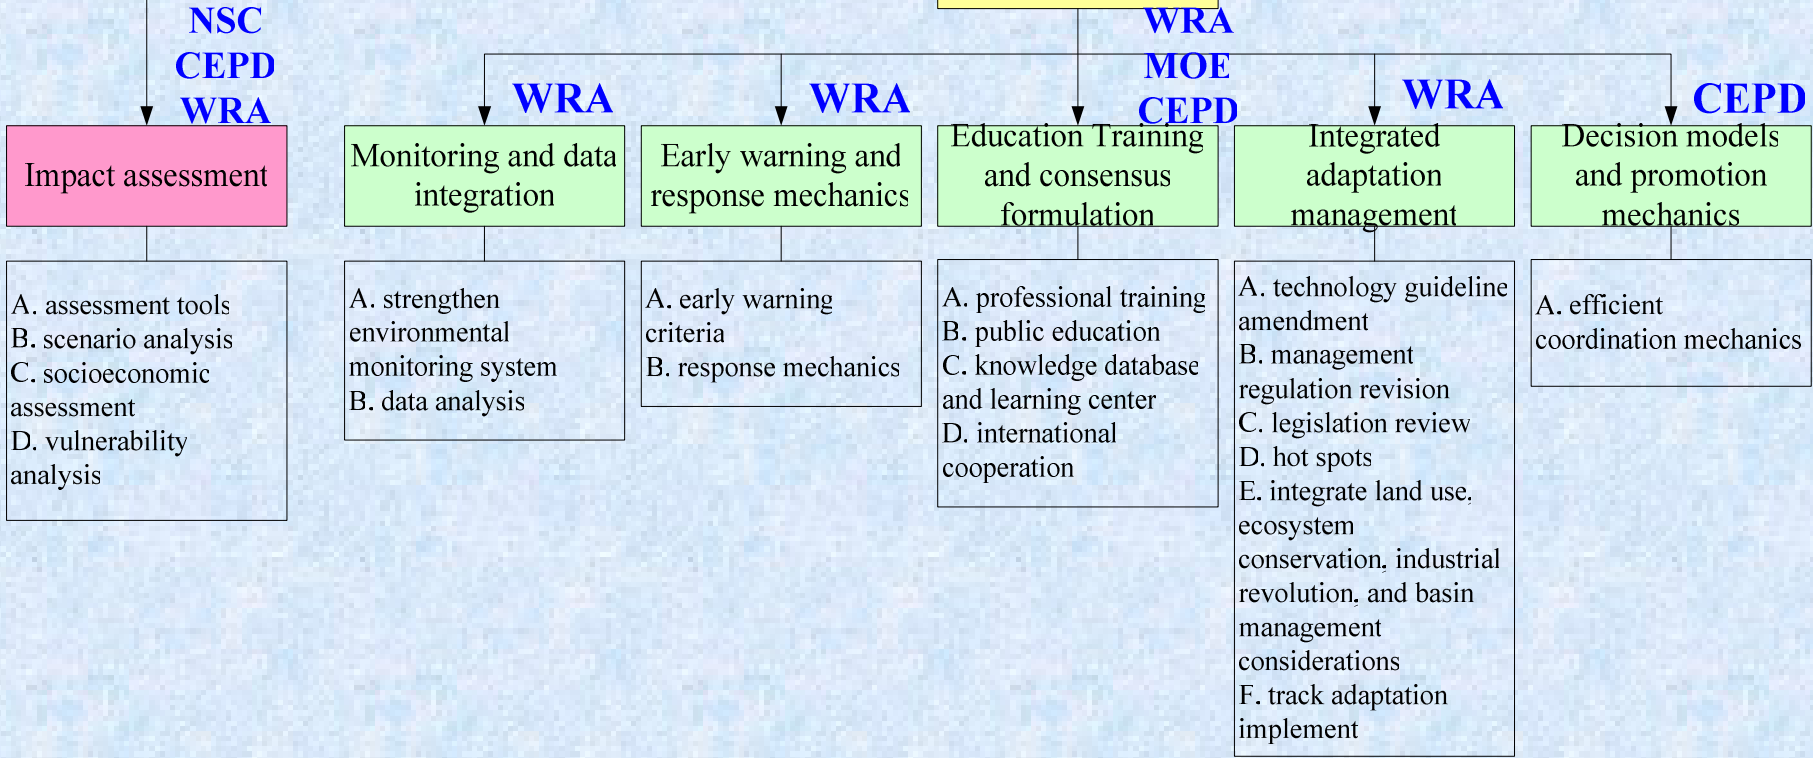 NSC
CEPD
WRA
Impact assessment
A. assessment tools
B. scenario analysis
C. socioeconomic
assessment
D. vulnerability
analysis
WRA
Monitoring and data
integration
A. strengthen
environmental
monitoring system
B. data analysis
WRA
Early warning and
response mechanics
A. early warning
criteria
B. response mechanics
WRA
MOE
CEPD
Education Training
and consensus
formulation
A. professional training
B. public education
C. knowledge database
and learning center
D. international
cooperation
WRA
Integrated
adaptation
management
A. technology guideline
amendment
B. management
regulation revision
C. legislation review
D. hot spots
E. integrate land use,
ecosystem
conservation, industrial
revolution, and basin
management
considerations
F. track adaptation
implement
CEPD
Decision models
and promotion
mechanics
A. efficient
coordination mechanics